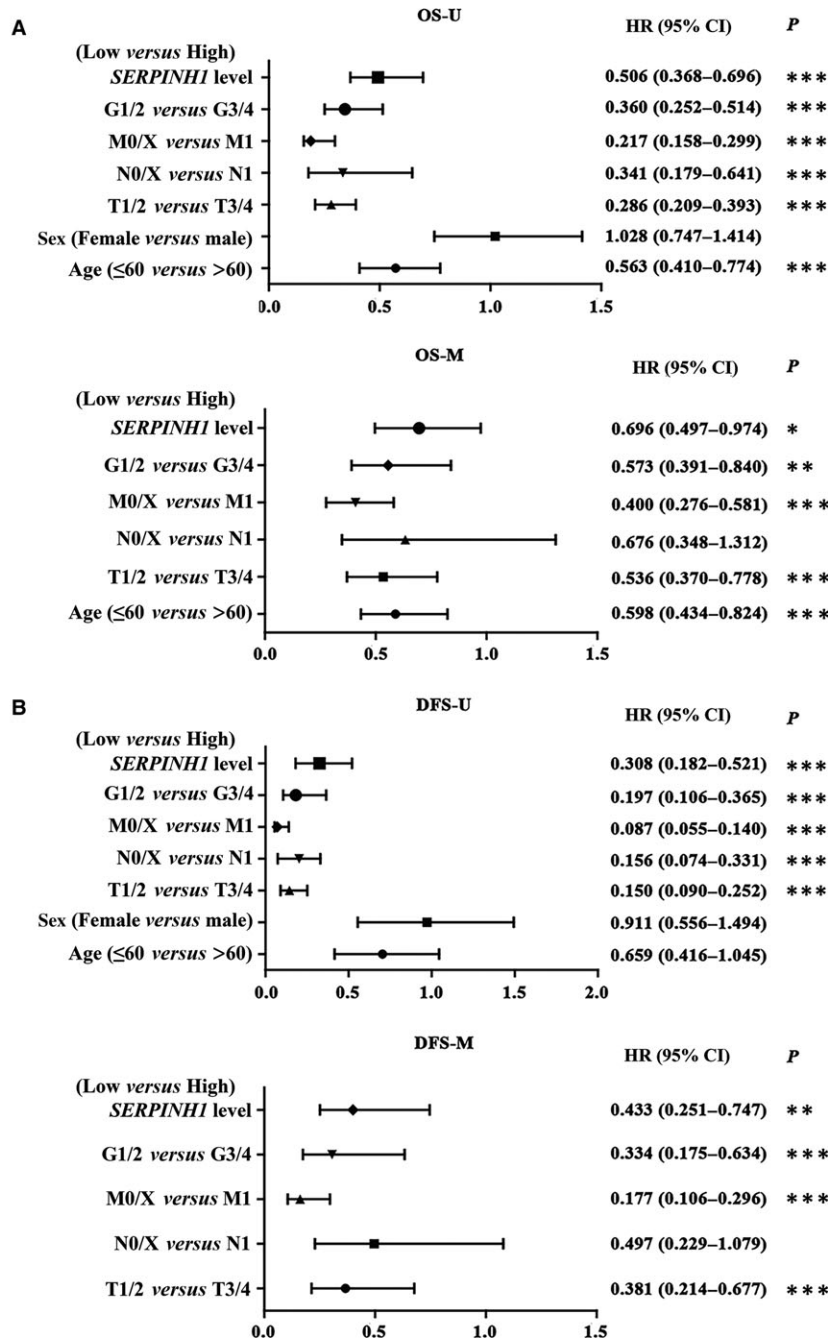 A
OS-U
HR (95% CI) P
(Low versus High)
SERPINH1 level 0.506 (0.368–0.696) ***
G1/2 versus G3/4 0.360 (0.252–0.514) ***
M0/X versus M1 0.217 (0.158–0.299) ***
N0/X versus N1 0.341 (0.179–0.641) ***
T1/2 versus T3/4 0.286 (0.209–0.393) ***
Sex (Female versus male) 1.028 (0.747–1.414)
Age (≤60 versus >60) 0.563 (0.410–0.774) ***
0.0 0.5 1.0 1.5
OS-M
HR (95% CI) P
(Low versus High)
SERPINH1 level 0.696 (0.497–0.974) *
G1/2 versus G3/4 0.573 (0.391–0.840) **
M0/X versus M1 0.400 (0.276–0.581) ***
N0/X versus N1 0.676 (0.348–1.312)
T1/2 versus T3/4 0.536 (0.370–0.778) ***
Age (≤60 versus >60) 0.598 (0.434–0.824) ***
0.0 0.5 1.0 1.5
B
DFS-U
HR (95% CI) P
(Low versus High)
SERPINH1 level 0.308 (0.182–0.521) ***
G1/2 versus G3/4 0.197 (0.106–0.365) ***
M0/X versus M1 0.087 (0.055–0.140) ***
N0/X versus N1 0.156 (0.074–0.331) ***
T1/2 versus T3/4 0.150 (0.090–0.252) ***
Sex (Female versus male) 0.911 (0.556–1.494)
Age (≤60 versus >60) 0.659 (0.416–1.045)
0.0 0.5 1.0 1.5 2.0
DFS-M
HR (95% CI) P
(Low versus High)
SERPINH1 level 0.433 (0.251–0.747) **
G1/2 versus G3/4 0.334 (0.175–0.634) ***
M0/X versus M1 0.177 (0.106–0.296) ***
N0/X versus N1 0.497 (0.229–1.079)
T1/2 versus T3/4 0.381 (0.214–0.677) ***
0.0 0.5 1.0 1.5